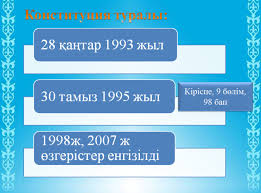 Конституция туралы:
28 қаңтар 1993 жыл
30 тамыз 1995 жыл
Кіріспе, 9 бөлім,
98 бап
1998ж, 2007 ж
өзгерістер енгізілді